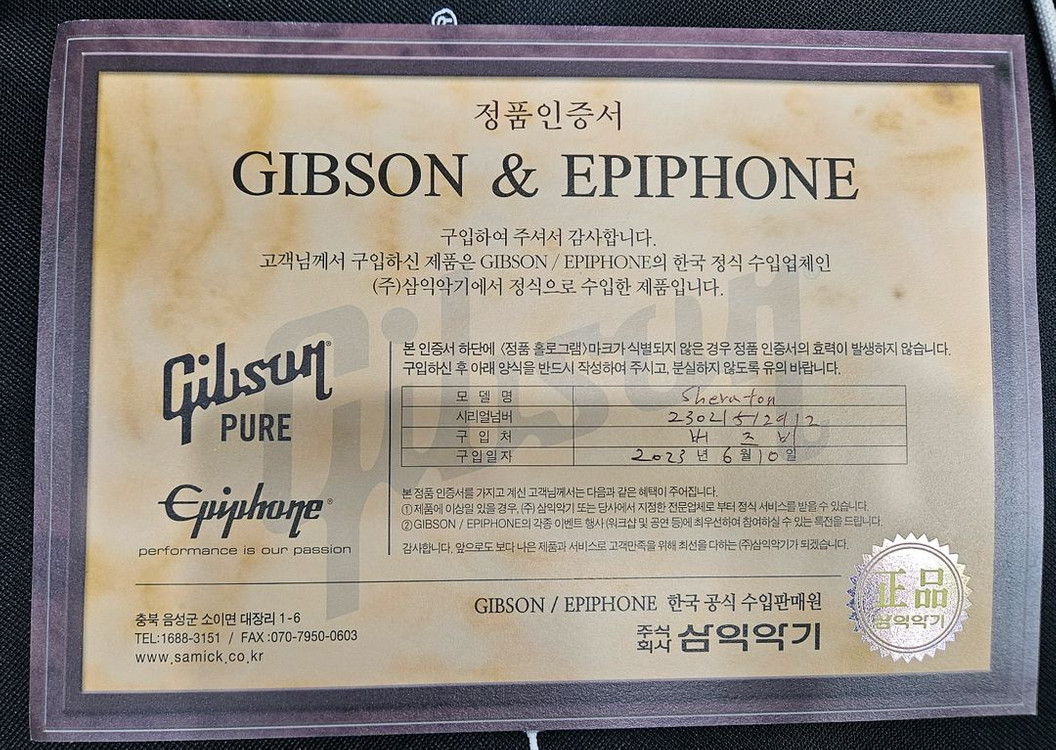 정품인증서
GIBSON & EPIPHONE
구입하여 주셔서 감사합니다.
고객님께서 구입하신 제품은 GIBSON / EPIPHONE의 한국 정식 수입업체인
(주)삼익악기에서 정식으로 수입한 제품입니다.
Gibson
PURE
Epiphone®
performance is our passion
본 인증서 하단에 <정품 홀로그램>마크가 식별되지 않은 경우 정품 인증서의 효력이 발생하지 않습니다.
구입하신 후 아래 양식을 반드시 작성하여 주시고, 분실하지 않도록 유의 바랍니다.
모 델 명 Sheraton
시리얼넘버 23021512912
구 입 처 버 즈 비
구입일자 2023 년 6 월 10 일
본 정품 인증서를 가지고 계신 고객님께서는 다음과 같은 혜택이 주어집니다.
① 제품에 이상일 있을 경우, (주) 삼익악기 또는 당사에서 지정한 전문업체로 부터 정식 서비스를 받을 수 있습니다.
② GIBSON / EPIPHONE의 각종 이벤트 행사 (워크샵 및 공연 등)에 최우선하여 참여하실 수 있는 특전을 드립니다.
감사합니다. 앞으로도 보다 나은 제품과 서비스로 고객만족을 위해 최선을 다하는 (주)삼익악기가 되겠습니다.
충북 음성군 소이면 대장리 1-6
TEL:1688-3151 / FAX:070-7950-0603
www.samick.co.kr
GIBSON / EPIPHONE 한국 공식 수입판매원
주식회사 삼익악기
正品
삼익악기